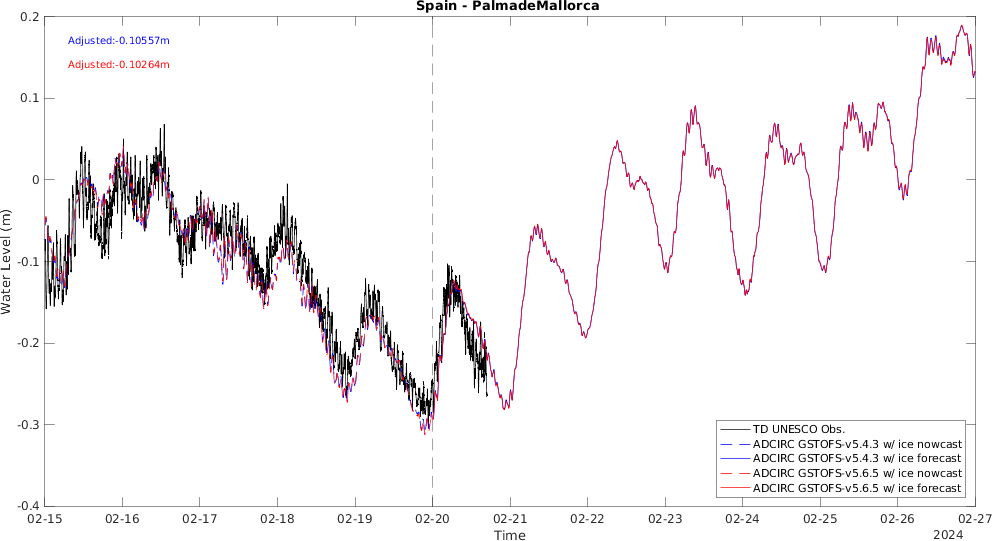 Spain - PalmadeMallorca
Adjusted:-0.10557m
Adjusted:-0.10264m
0.2
0.1
0
-0.1
-0.2
-0.3
-0.4
Water Level (m)
TD UNESCO Obs.
ADCIRC GSTOFS-v5.4.3 w/ ice nowcast
ADCIRC GSTOFS-v5.4.3 w/ ice forecast
ADCIRC GSTOFS-v5.6.5 w/ ice nowcast
ADCIRC GSTOFS-v5.6.5 w/ ice forecast
02-15 02-16 02-17 02-18 02-19 02-20 02-21 02-22 02-23 02-24 02-25 02-26 02-27
Time
2024